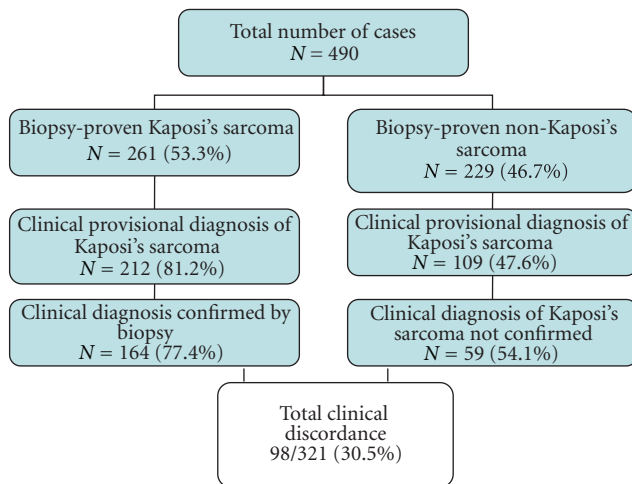 Total number of cases
N = 490
Biopsy-proven Kaposi's sarcoma
N = 261 (53.3%)
Biopsy-proven non-Kaposi's
sarcoma
N = 229 (46.7%)
Clinical provisional diagnosis of
Kaposi's sarcoma
N = 212 (81.2%)
Clinical provisional diagnosis of
Kaposi's sarcoma
N = 109 (47.6%)
Clinical diagnosis confirmed by
biopsy
N = 164 (77.4%)
Clinical diagnosis of Kaposi's
sarcoma not confirmed
N = 59 (54.1%)
Total clinical
discordance
98/321 (30.5%)